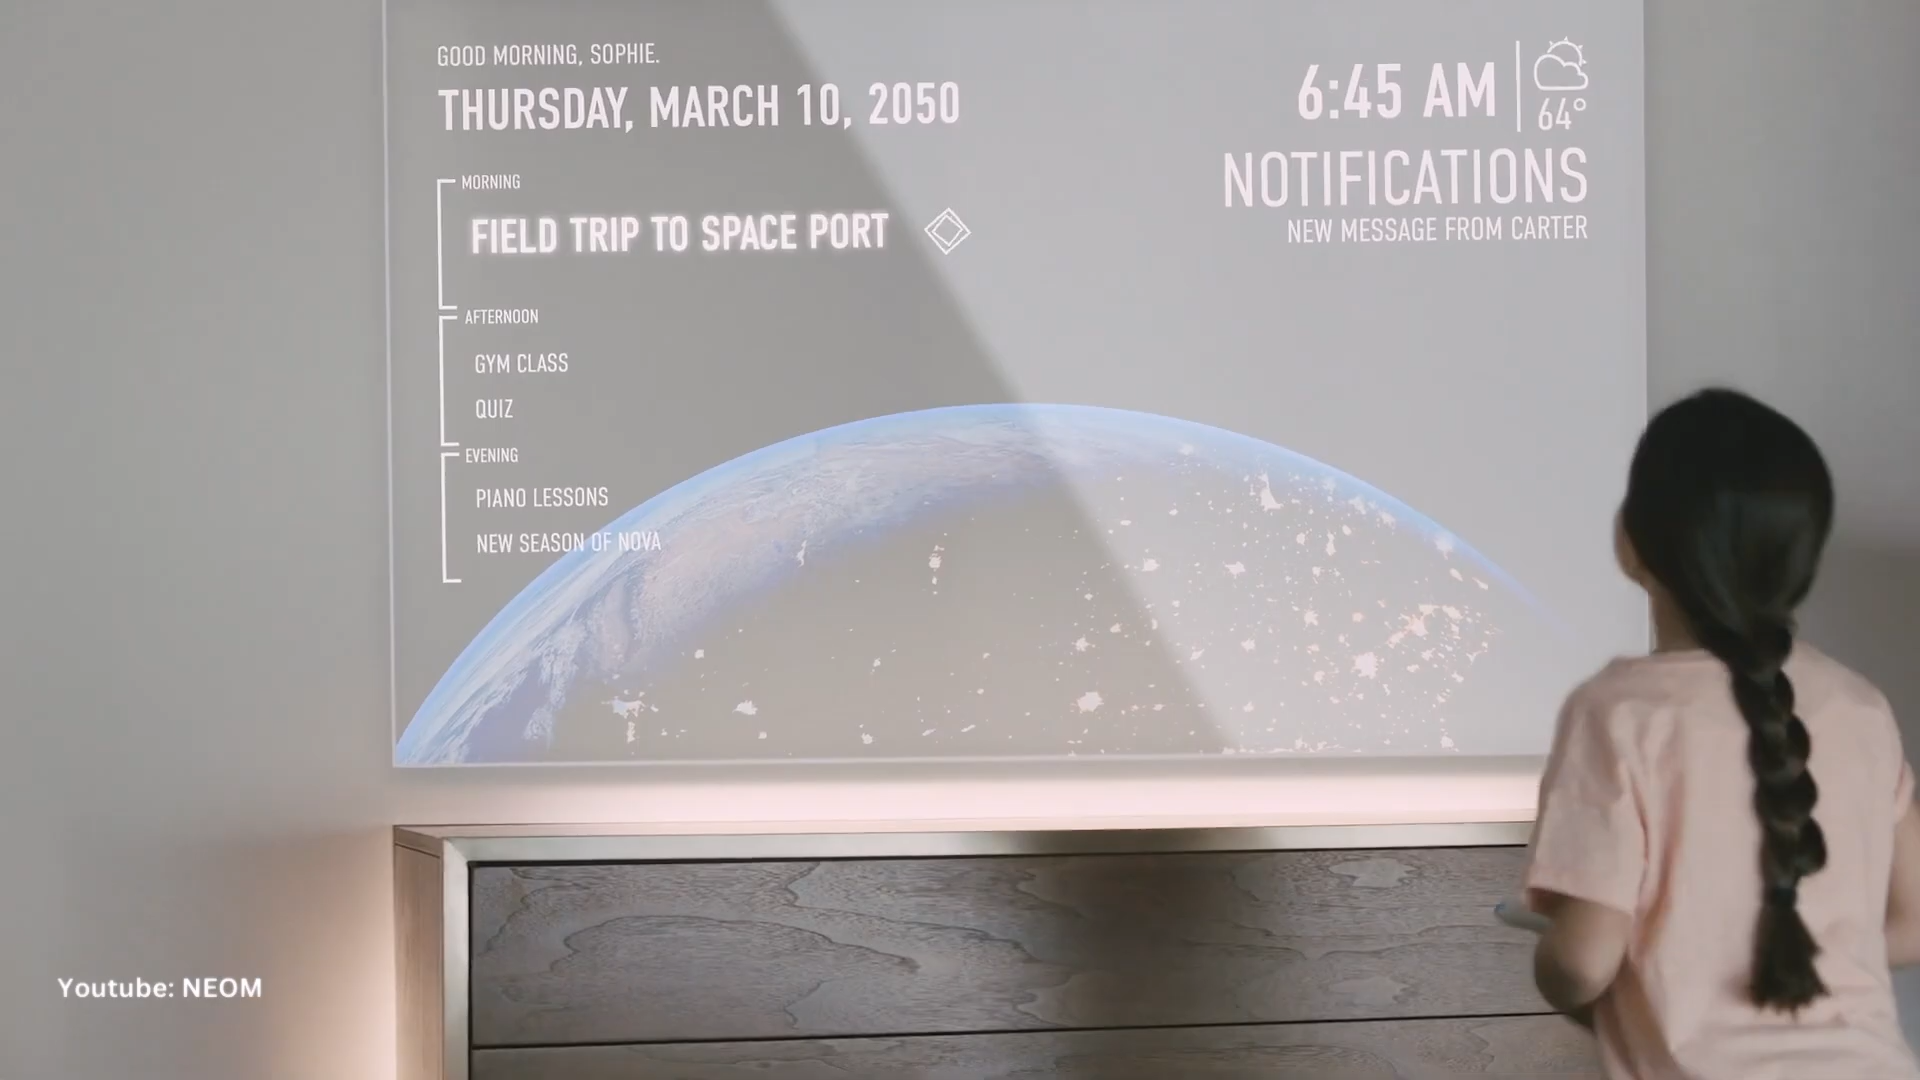 GOOD MORNING, SOPHIE.
THURSDAY, MARCH 10, 2050
MORNING
FIELD TRIP TO SPACE PORT
AFTERNOON
GYM CLASS
QUIZ
EVENING
PIANO LESSONS
NEW SEASON OF NOVA
6:45 AM
64°
NOTIFICATIONS
NEW MESSAGE FROM CARTER
Youtube: NEOM